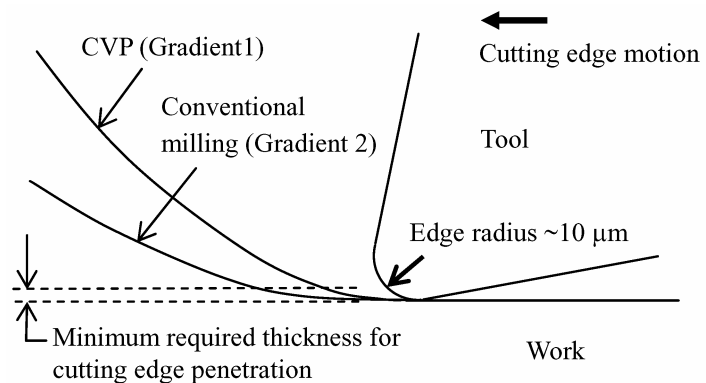 CVP (Gradient1)
Cutting edge motion
Conventional
milling (Gradient 2)
Tool
Edge radius ~10 µm
Minimum required thickness for
cutting edge penetration
Work